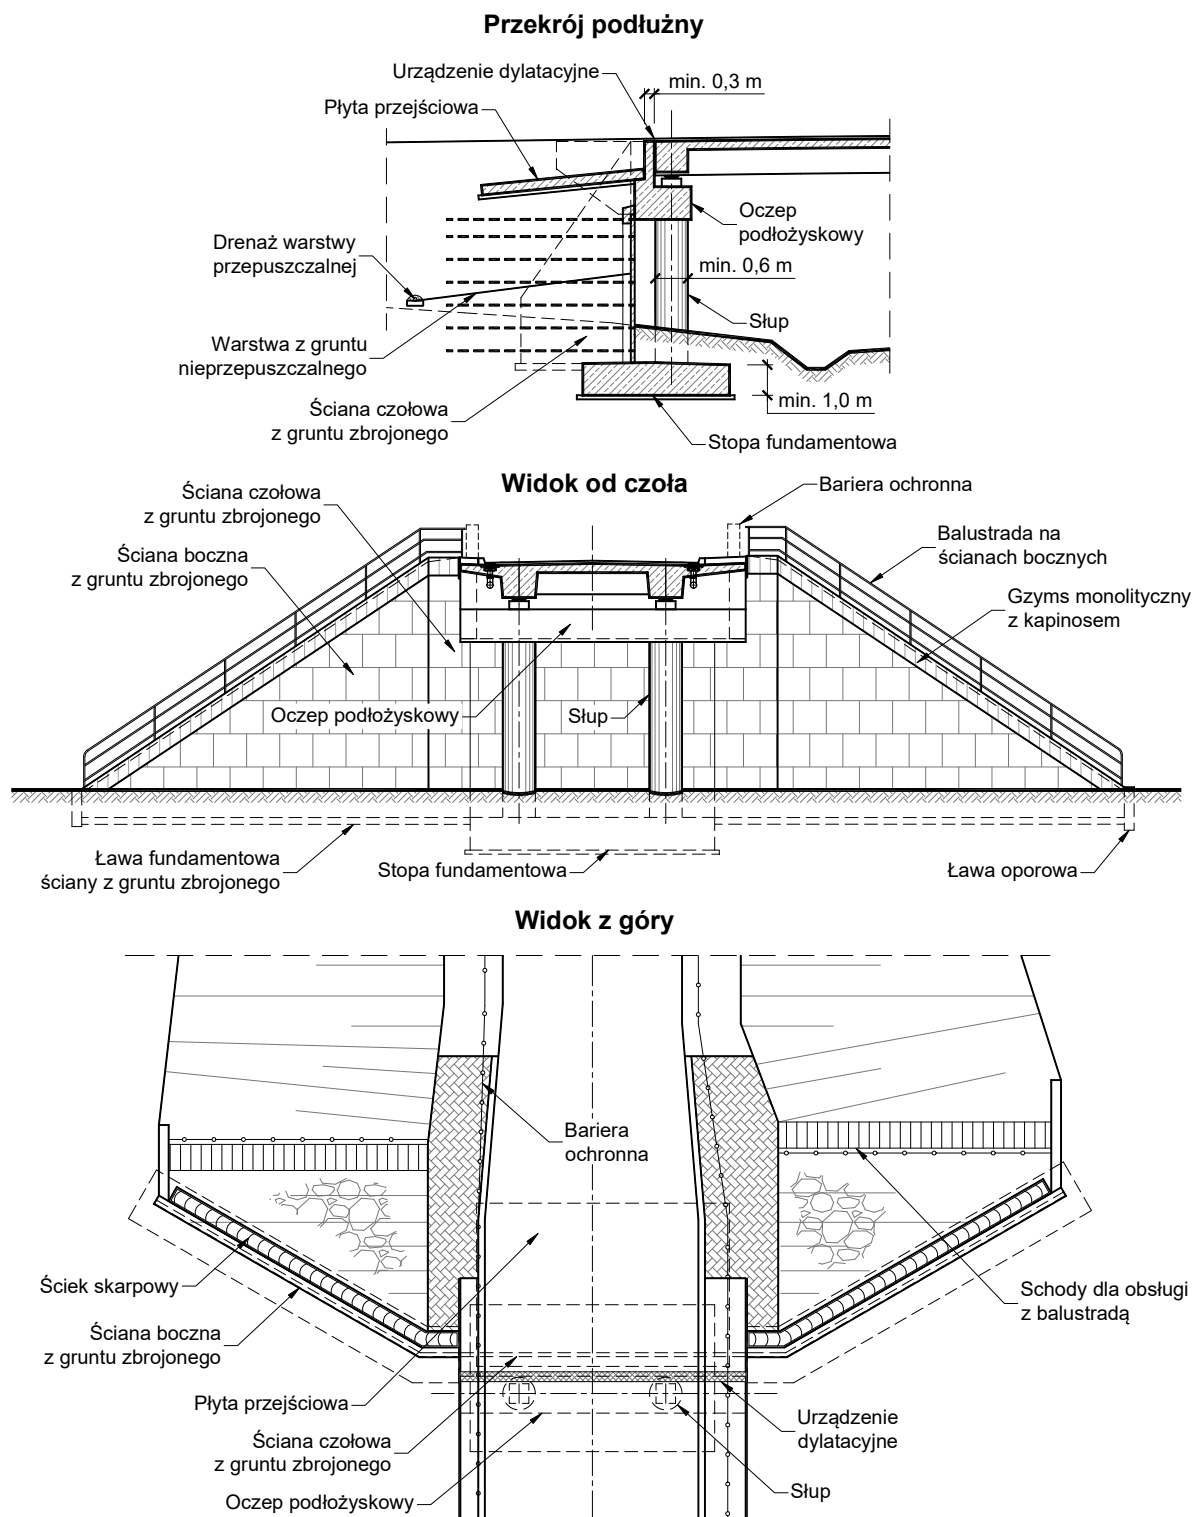 Przekrój podłużny
Urządzenie dylatacyjne
min. 0,3 m
Płyta przejściowa
Oczep
podłożyskowy
Drenaż warstwy
przepuszczalnej
min. 0,6 m
Słup
Warstwa z gruntu
nieprzepuszczalnego
min. 1,0 m
Ściana czołowa
z gruntu zbrojonego
Stopa fundamentowa
Widok od czoła
Bariera ochronna
Ściana czołowa
z gruntu zbrojonego
Balustrada na
ścianach bocznych
Ściana boczna
z gruntu zbrojonego
Gzyms monolityczny
z kapinosem
Oczep podłożyskowy
Słup
Ława fundamentowa
ściany z gruntu zbrojonego
Stopa fundamentowa
Ława oporowa
Widok z góry
Bariera
ochronna
Ściek skarpowy
Schody dla obsługi
z balustradą
Ściana boczna
z gruntu zbrojonego
Płyta przejściowa
Urządzenie
dylatacyjne
Ściana czołowa
z gruntu zbrojonego
Słup
Oczep podłożyskowy